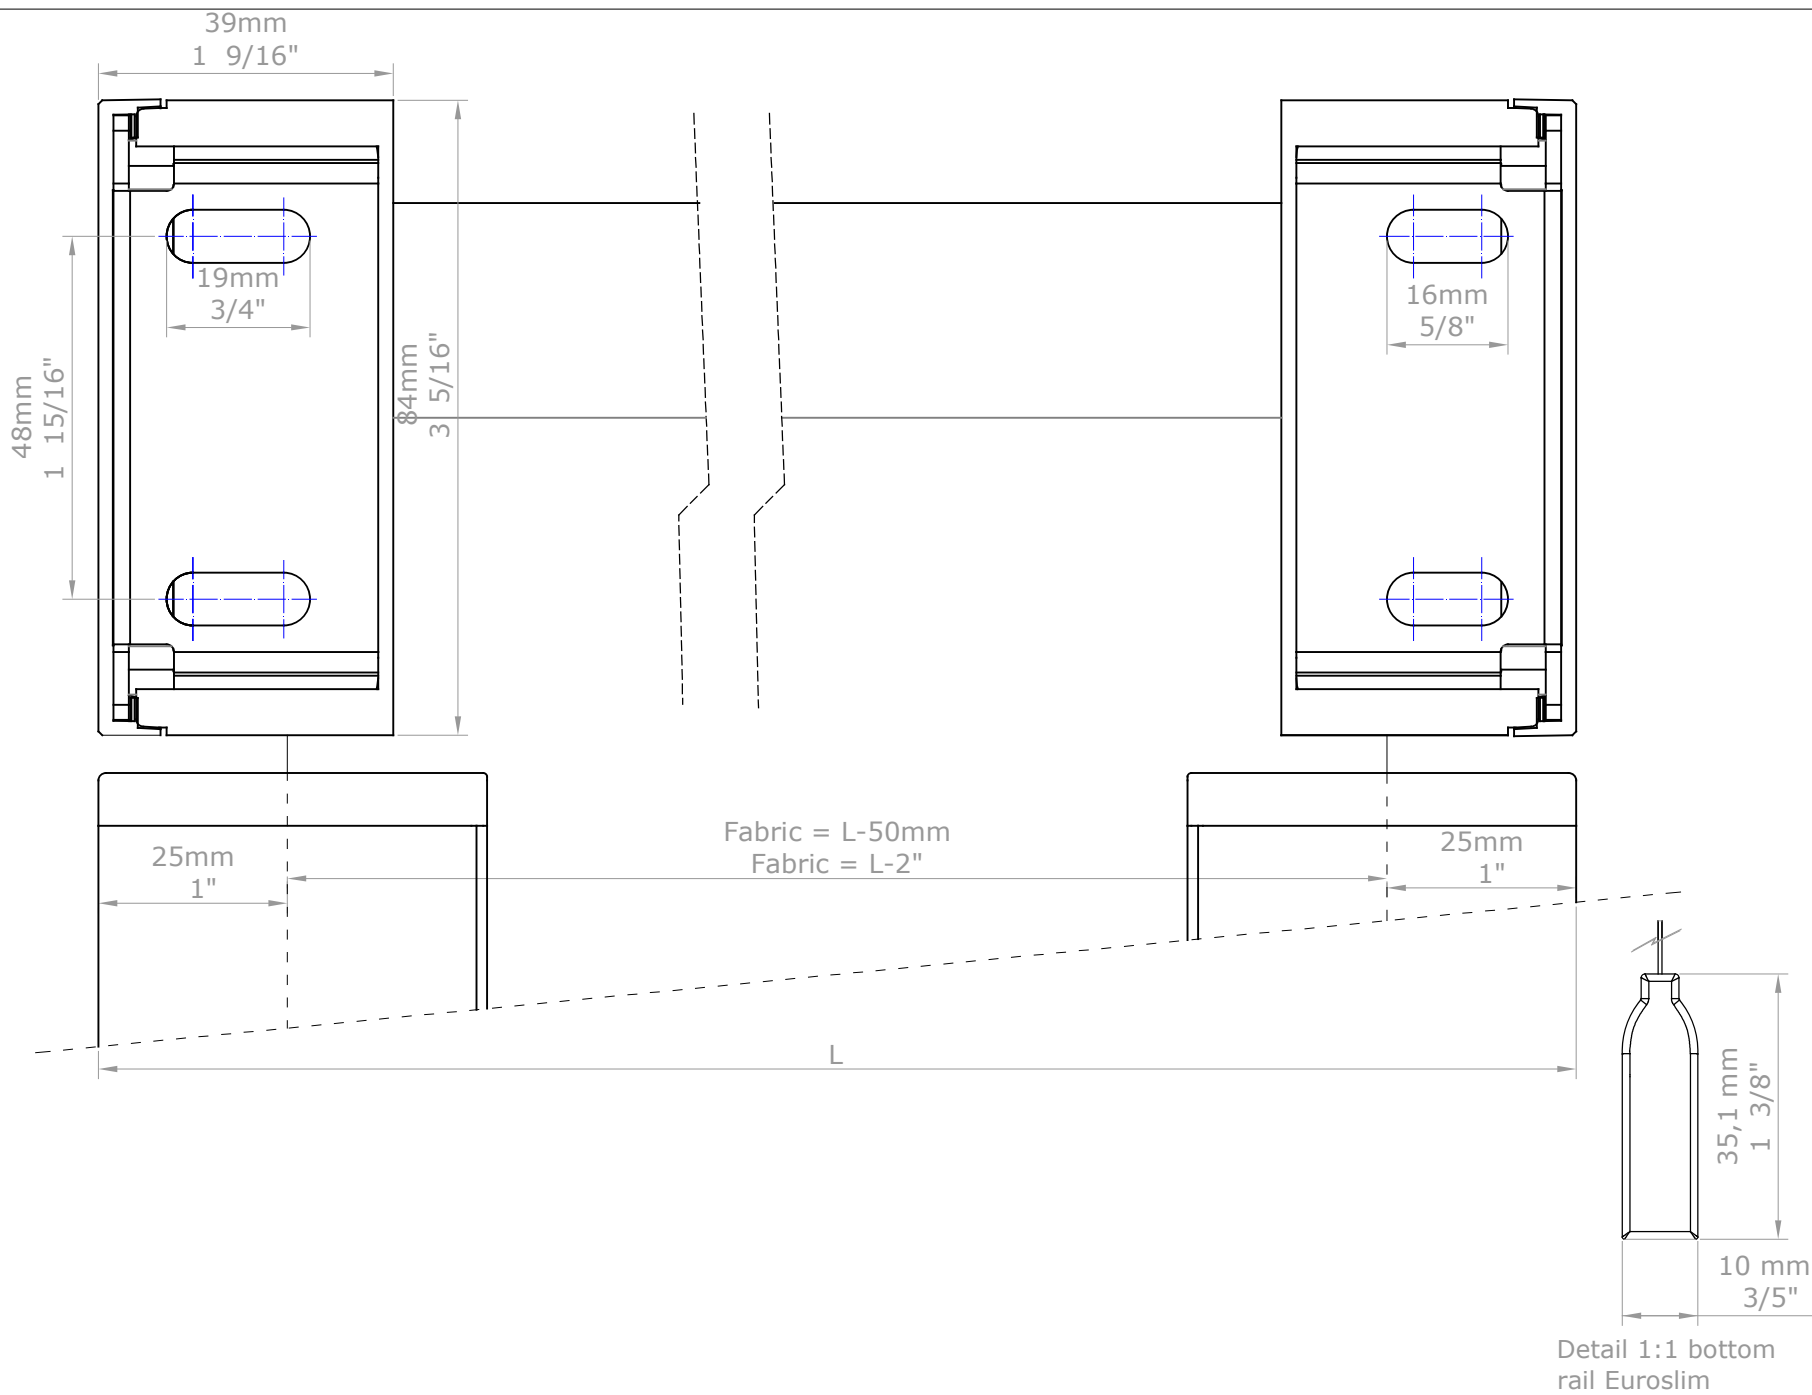 39mm
1 9/16"
19mm
3/4"
16mm
5/8"
48mm
1 15/16"
84mm
3 5/16"
Fabric = L-50mm
Fabric = L-2"
25mm
1"
25mm
1"
L
35,1 mm
1 3/8"
10 mm
3/5"
Detail 1:1 bottom
rail Euroslim